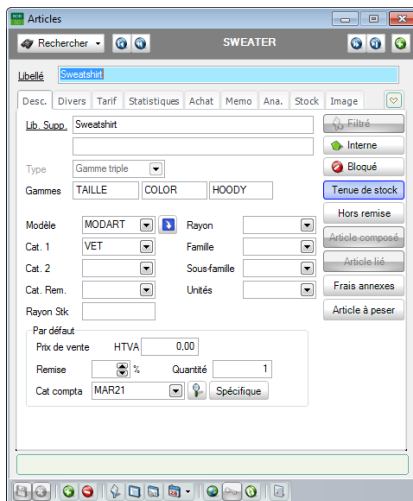 Articles
Rechercher SWEATER
Libellé Sweatshirt
Desc. Divers Tarif Statistiques Achat Memo Ana. Stock Image
Lib. Supp. Sweatshirt Filtré
Interne
Type Gamme triple Bloqué
Gammes TAILLE COLOR HOODY Tenue de stock
Hors remise
Modèle MODART Rayon Article composé
Cat. 1 VET Famille
Cat. 2 Sous-famille Article lié
Cat. Rem. Unités Frais annexes
Rayon Stk Article à peser
Par défaut
Prix de vente HTVA 0,00
Remise % Quantité 1
Cat compta MAR21 Spécifique